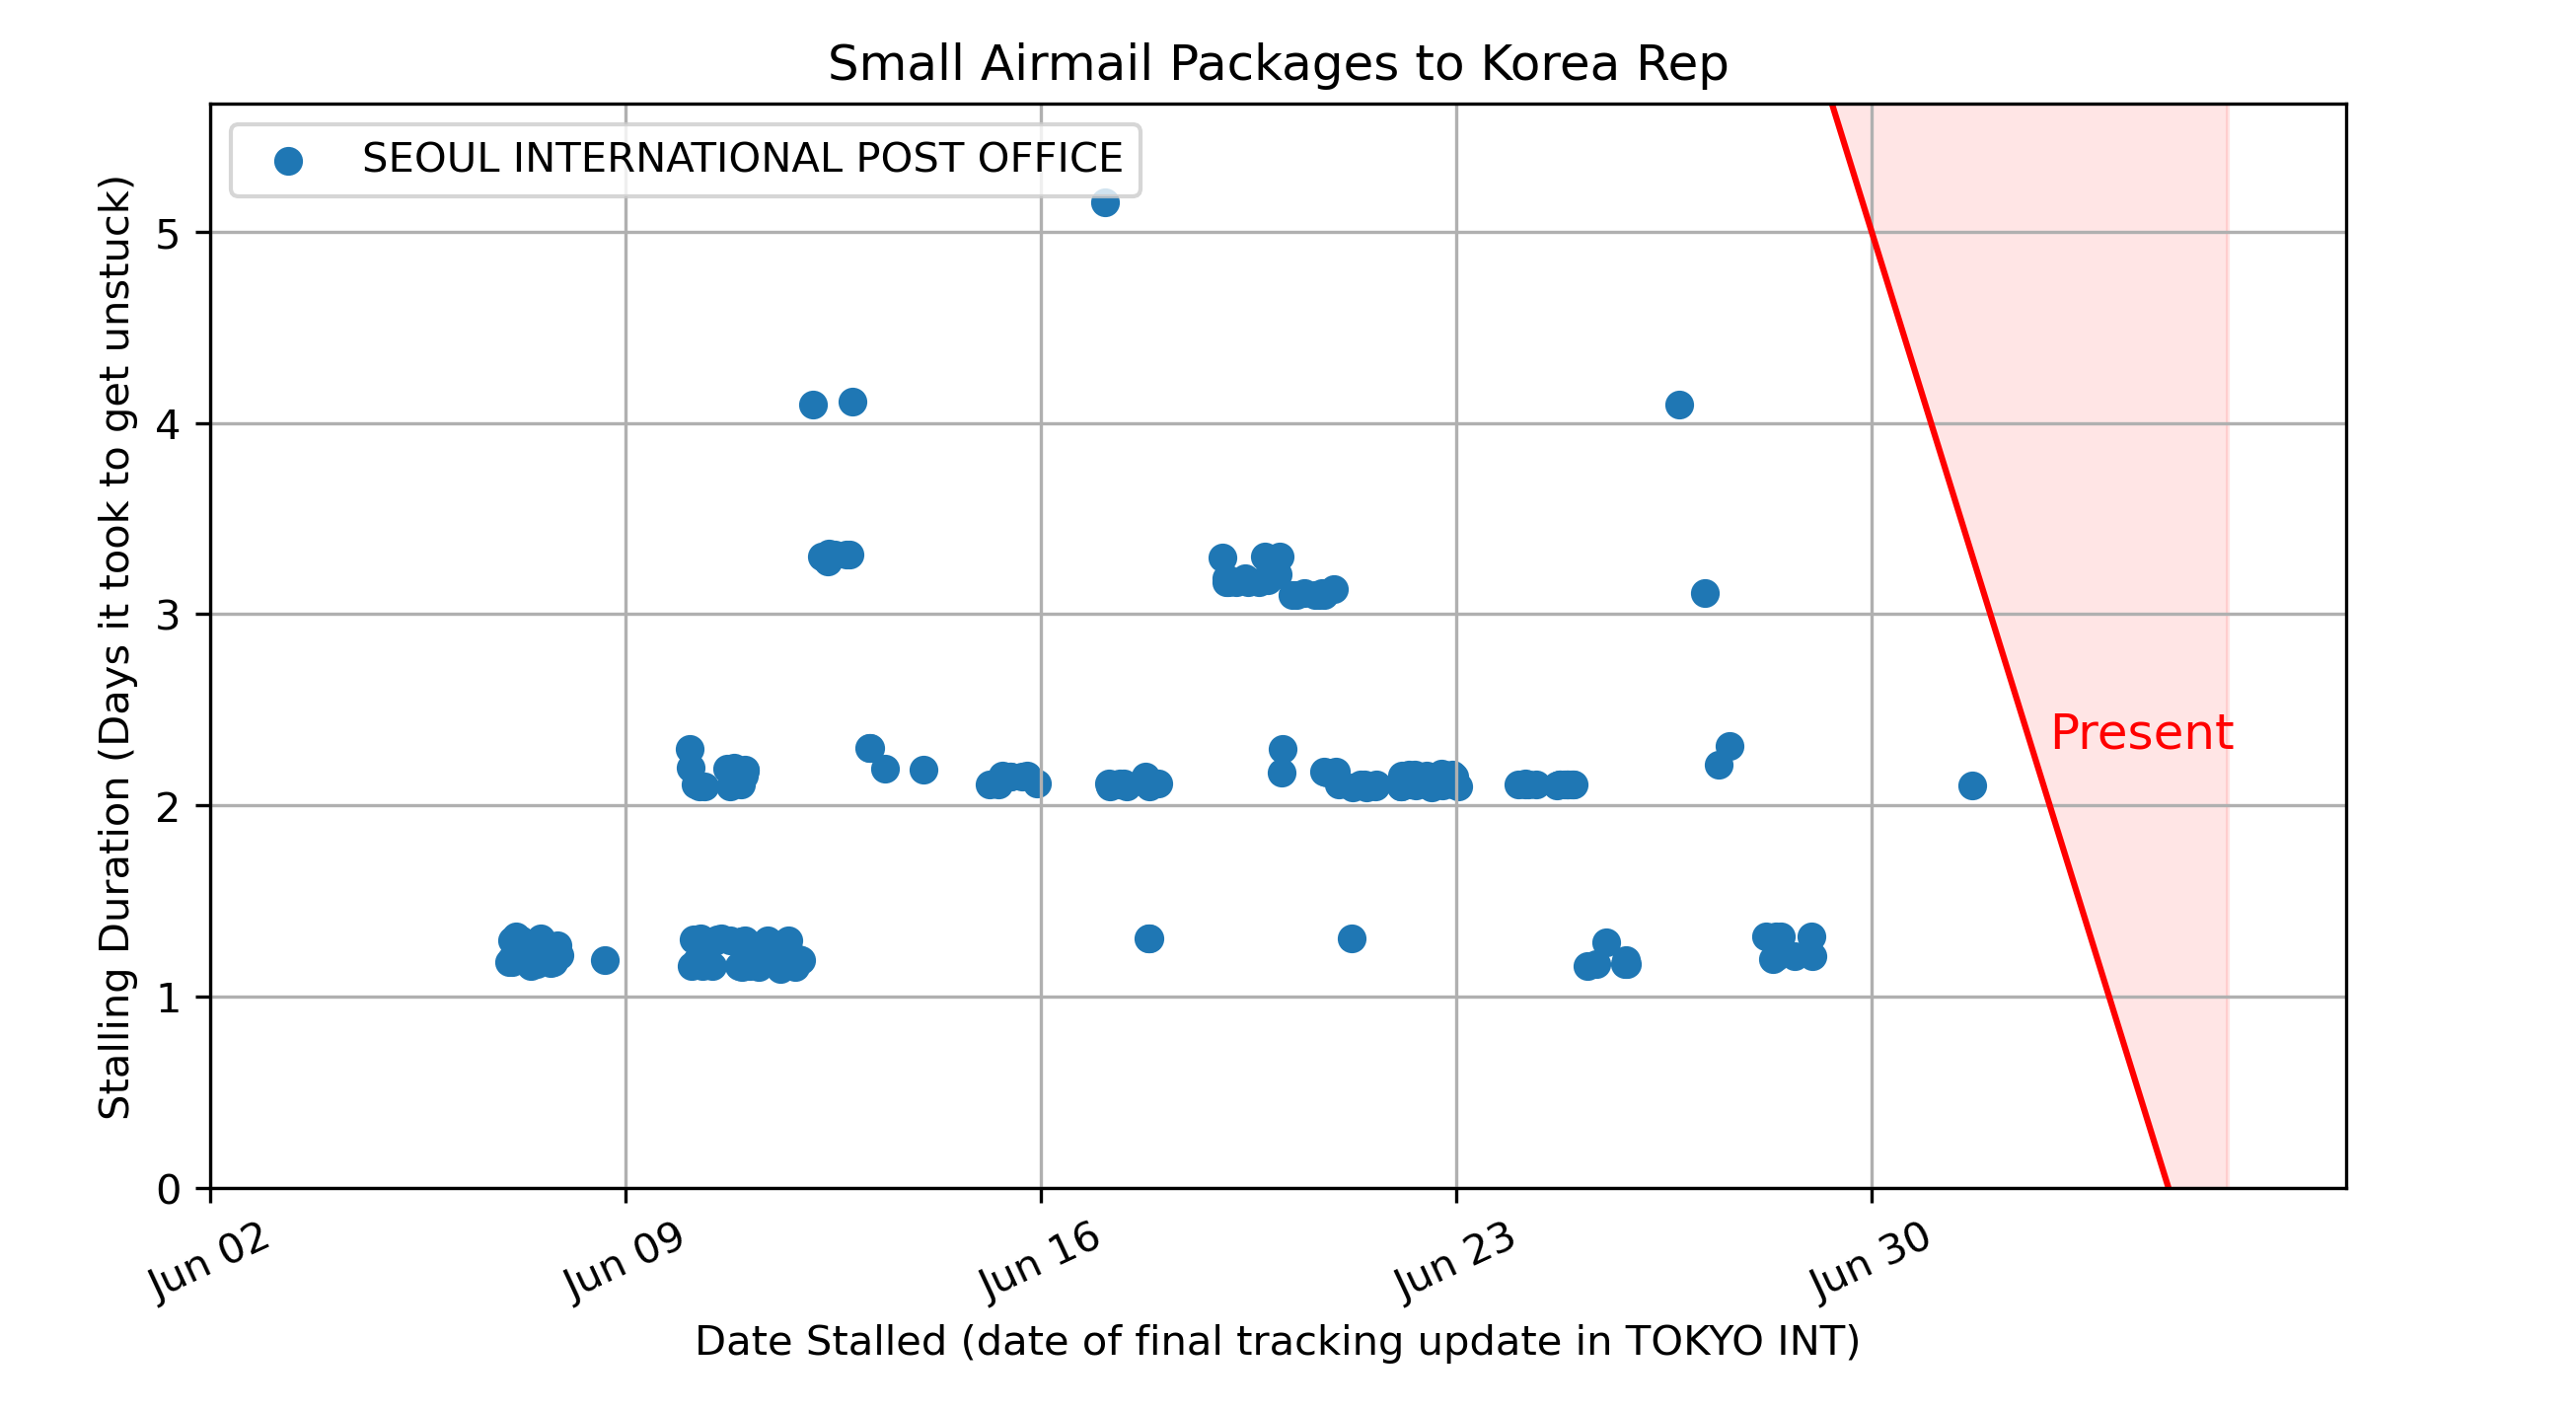 Small Airmail Packages to Korea Rep
SEOUL INTERNATIONAL POST OFFICE
Stalling Duration (Days it took to get unstuck)
5
4
3
2
1
0
Present
Jun 02
Jun 09
Jun 16
Jun 23
Jun 30
Date Stalled (date of final tracking update in TOKYO INT)